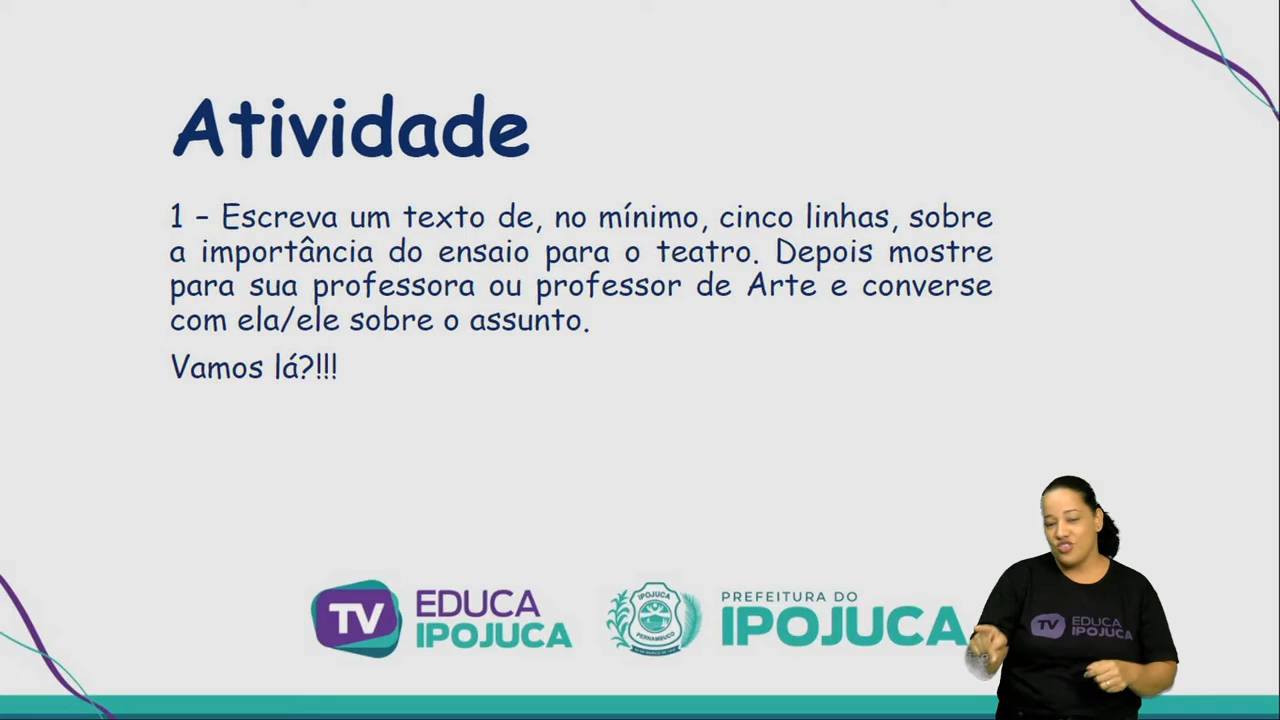 Atividade
1 – Escreva um texto de, no mínimo, cinco linhas, sobre
a importância do ensaio para o teatro. Depois mostre
para sua professora ou professor de Arte e converse
com ela/ele sobre o assunto.
Vamos lá?!!!
TV EDUCA
IPOJUCA
IPOJUCA
PERNAMBUCO
PREFEITURA DO
IPOJUCA
TV EDUCA
IPOJUCA